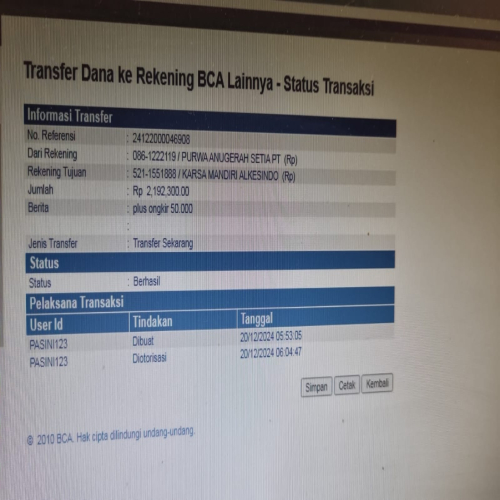 Transfer Dana ke Rekening BCA Lainnya - Status Transaksi
Informasi Transfer
No. Referensi : 24122000046908
Dari Rekening : 086-1222119 / PURWA ANUGERAH SETIA PT (Rp)
Rekening Tujuan : 521-1551888 / KARSA MANDIRI ALKESINDO (Rp)
Jumlah : Rp 2,192,300.00
Berita : plus ongkir 50.000
:
Jenis Transfer : Transfer Sekarang
Status
Status : Berhasil
Pelaksana Transaksi
User Id Tindakan Tanggal
PASINI123 Dibuat 20/12/2024 05:53:05
PASINI123 Diotorisasi 20/12/2024 06:04:47
Simpan Cetak Kembali
© 2010 BCA. Hak cipta dilindungi undang-undang.